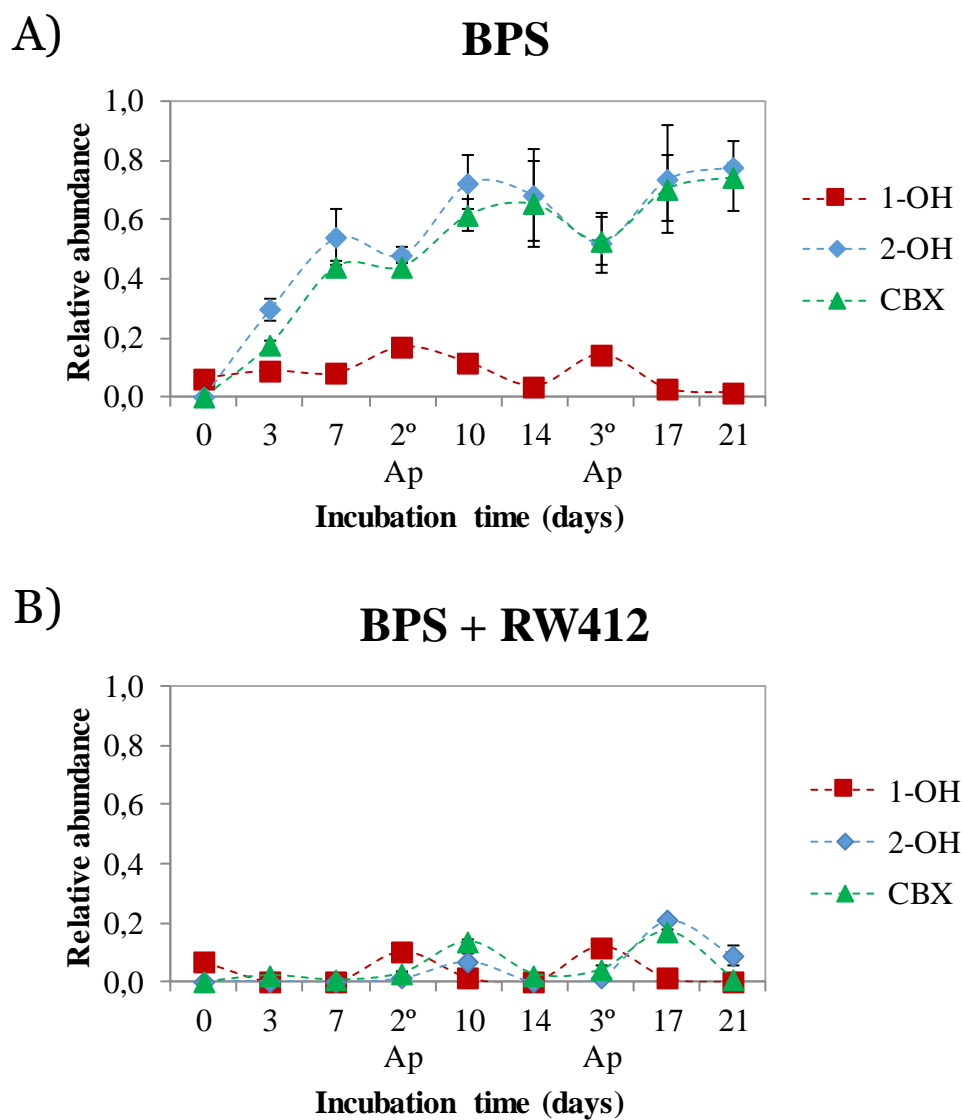 A)
BPS
1,0
0,8
0,6
0,4
0,2
0,0
Relative abundance
0 3 7 2º 10 14 3º 17 21
Ap Ap
Incubation time (days)
1-OH
2-OH
CBX
B)
BPS + RW412
1,0
0,8
0,6
0,4
0,2
0,0
Relative abundance
0 3 7 2º 10 14 3º 17 21
Ap Ap
Incubation time (days)
1-OH
2-OH
CBX